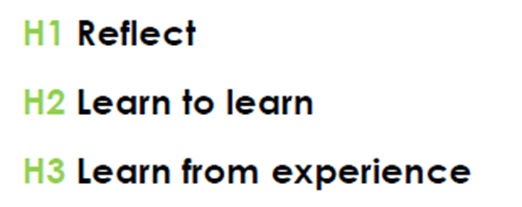 H1 Reflect
H2 Learn to learn
H3 Learn from experience